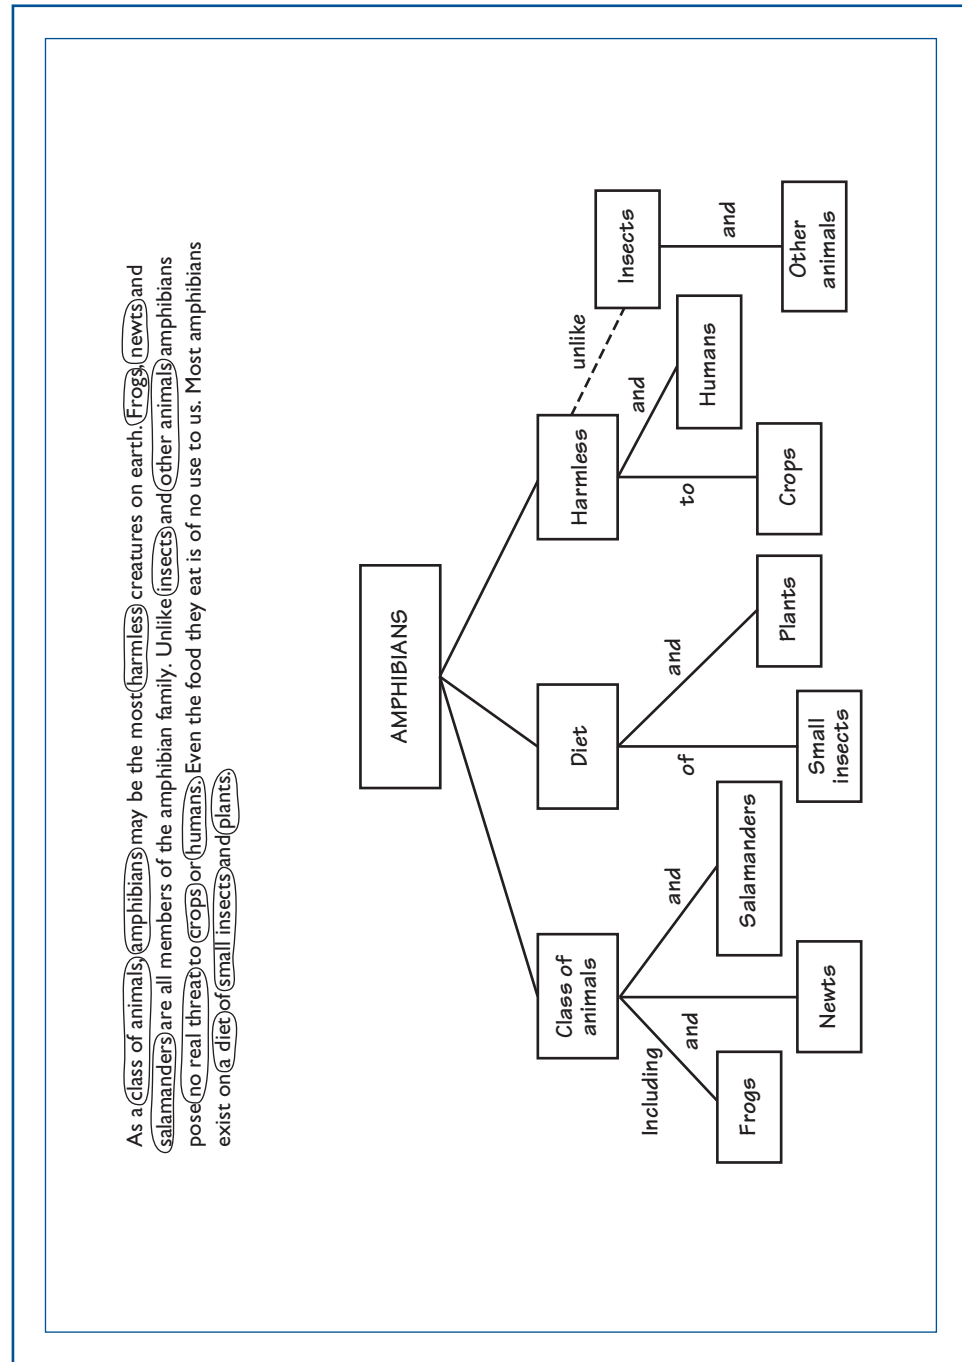 As a class of animals, amphibians may be the most harmless creatures on earth. Frogs, newts and
salamanders are all members of the amphibian family. Unlike insects and other animals amphibians
pose no real threat to crops or humans. Even the food they eat is of no use to us. Most amphibians
exist on a diet of small insects and plants.
AMPHIBIANS
Class of
animals
Diet
Harmless
unlike
Insects
Including
and
and
of
and
to
and
and
Frogs
Newts
Salamanders
Small
insects
Plants
Crops
Humans
Other
animals